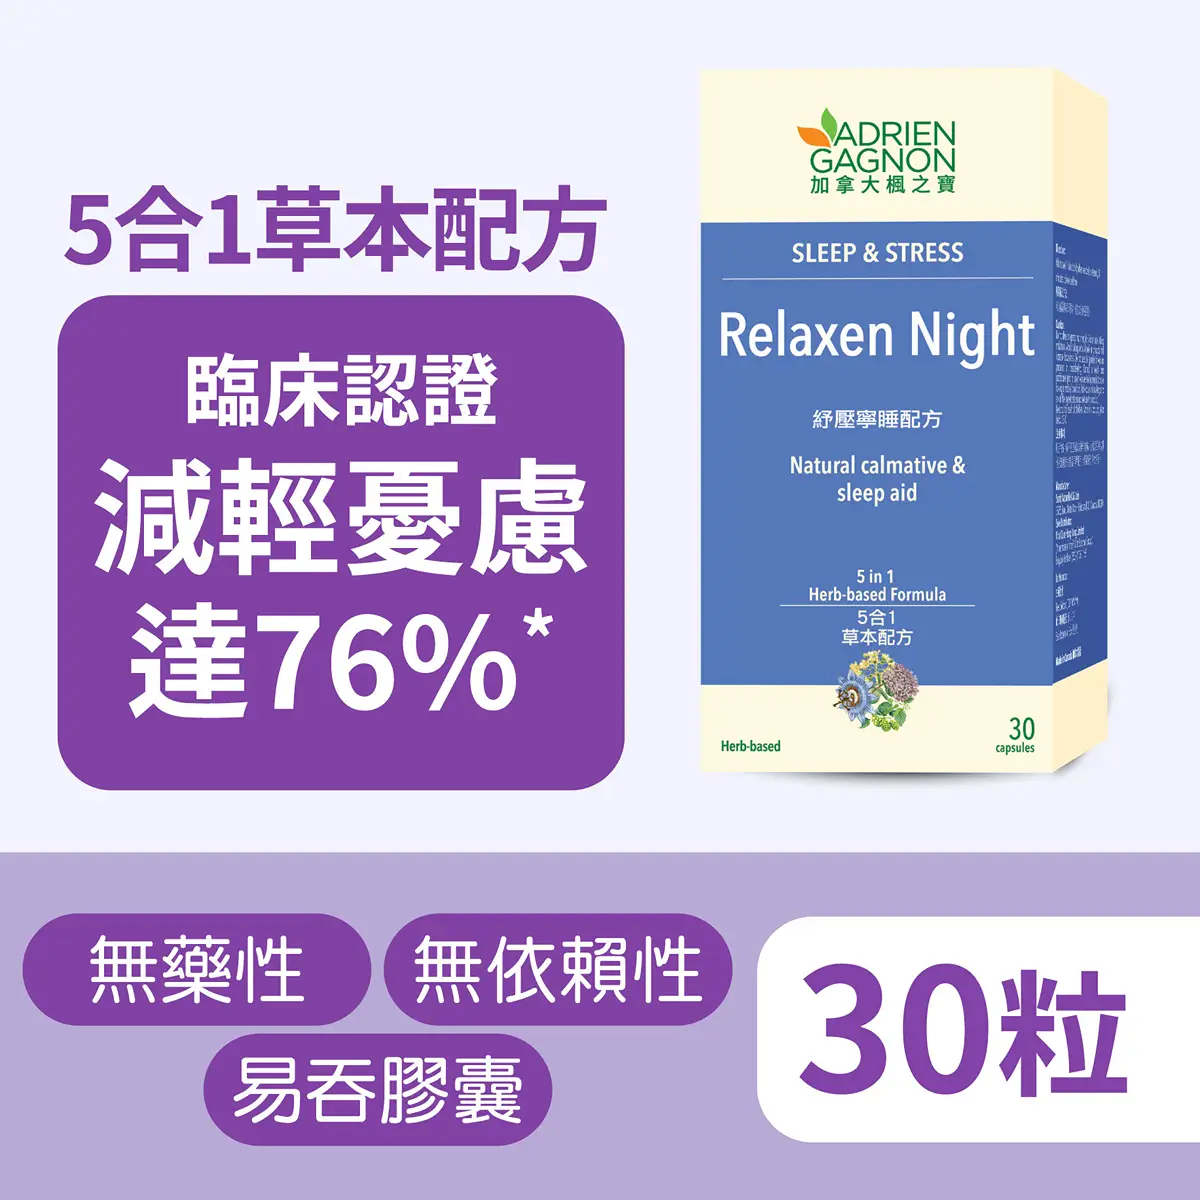 5合1草本配方
臨床認證
減輕憂慮
達76%*
ADRIEN
GAGNON
加拿大楓之寶
SLEEP & STRESS
Relaxen Night
紓壓寧睡配方
Natural calmative &
sleep aid
5 in 1
Herb-based Formula
5合1
草本配方
Herb-based
30
capsules
無藥性
無依賴性
易吞膠囊
30粒